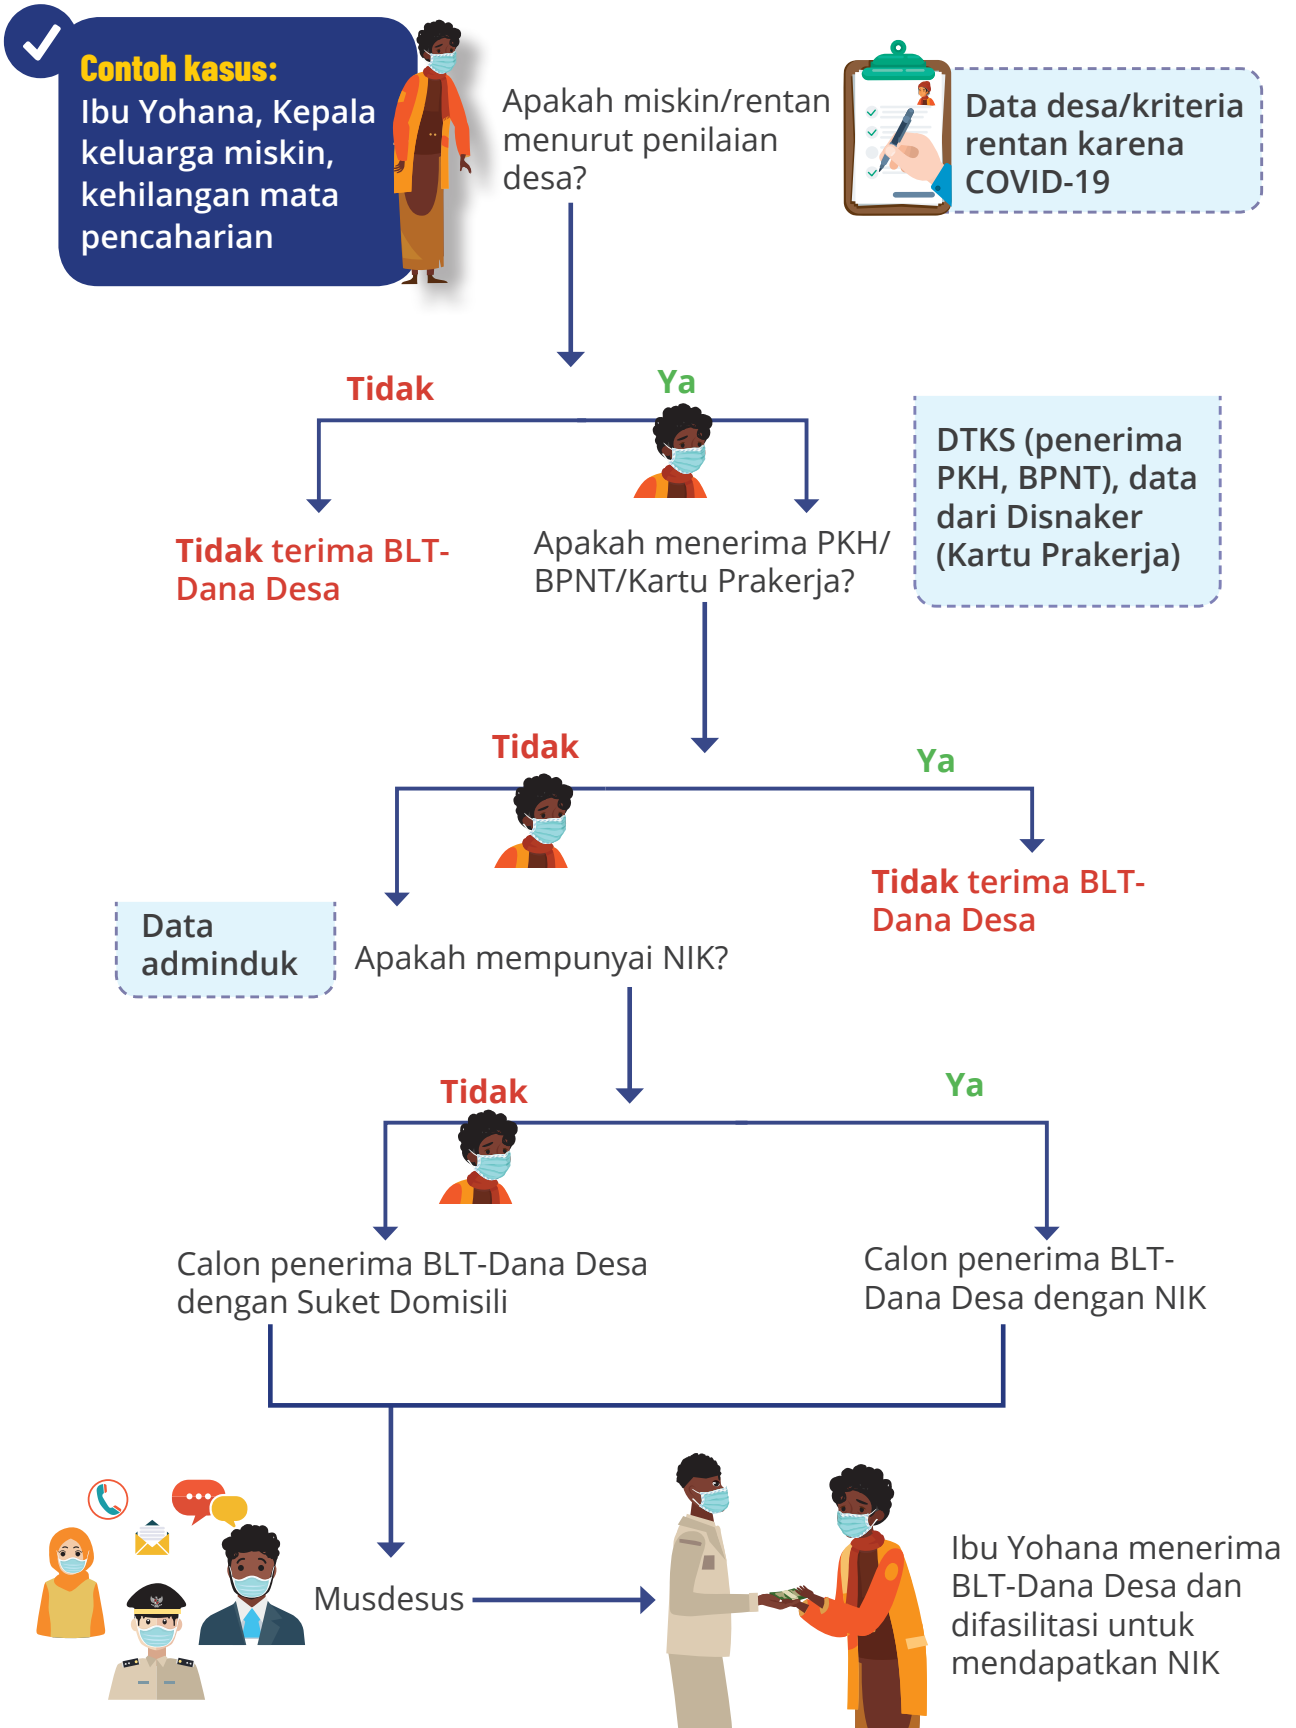 Contoh kasus:
Ibu Yohana, Kepala
keluarga miskin,
kehilangan mata
pencaharian
Apakah miskin/rentan
menurut penilaian
desa?
Data desa/kriteria
rentan karena
COVID-19
Tidak
Ya
Tidak terima BLT-
Dana Desa
Apakah menerima PKH/
BPNT/Kartu Prakerja?
DTKS (penerima
PKH, BPNT), data
dari Disnaker
(Kartu Prakerja)
Tidak
Ya
Tidak terima BLT-
Dana Desa
Data
adminduk
Apakah mempunyai NIK?
Tidak
Ya
Calon penerima BLT-Dana Desa
dengan Suket Domisili
Calon penerima BLT-
Dana Desa dengan NIK
Musdesus
Ibu Yohana menerima
BLT-Dana Desa dan
difasilitasi untuk
mendapatkan NIK